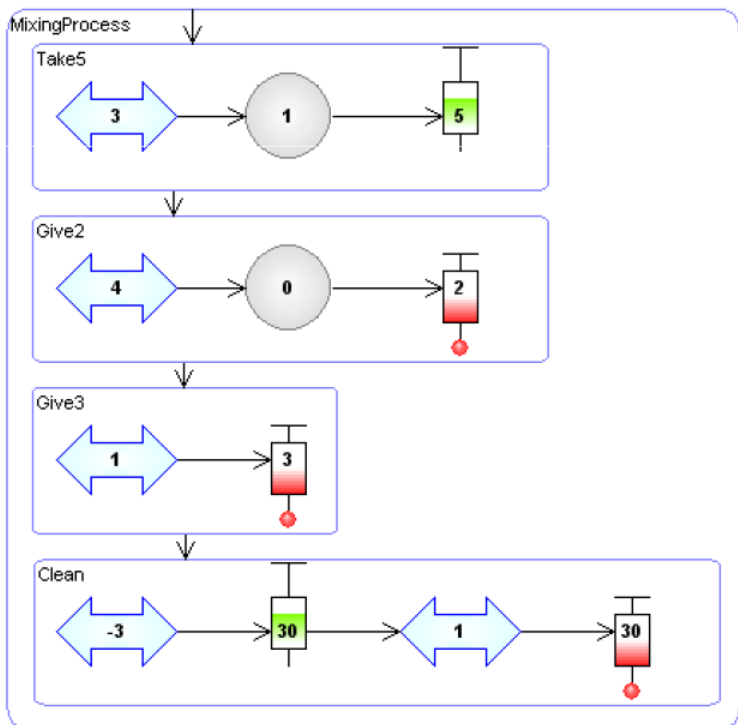 MixingProcess
Take5
3 1 5
Give2
4 0 2
Give3
1 3
Clean
-3 30 1 30